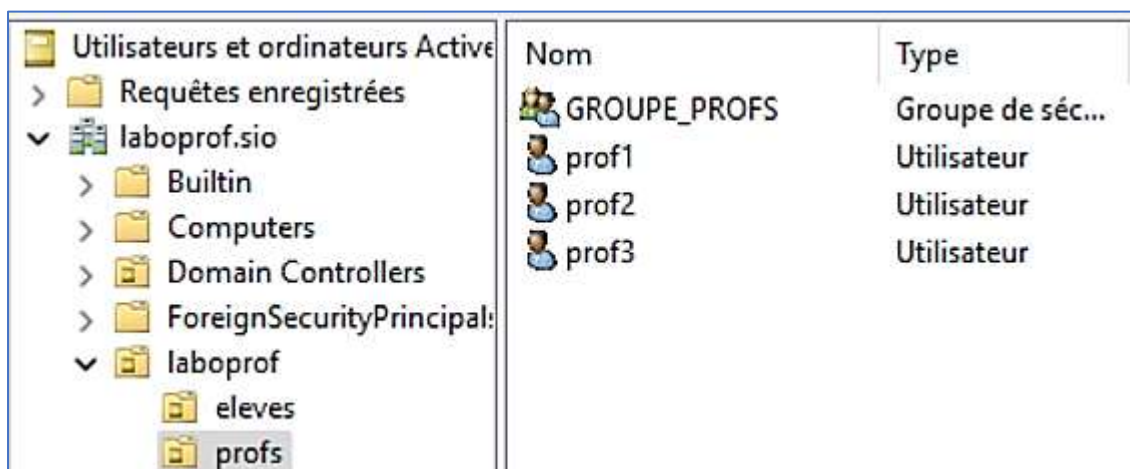 Utilisateurs et ordinateurs Active
Requêtes enregistrées
laboprof.sio
Builtin
Computers
Domain Controllers
ForeignSecurityPrincipals
laboprof
eleves
profs
Nom Type
GROUPE_PROFS Groupe de séc...
prof1 Utilisateur
prof2 Utilisateur
prof3 Utilisateur